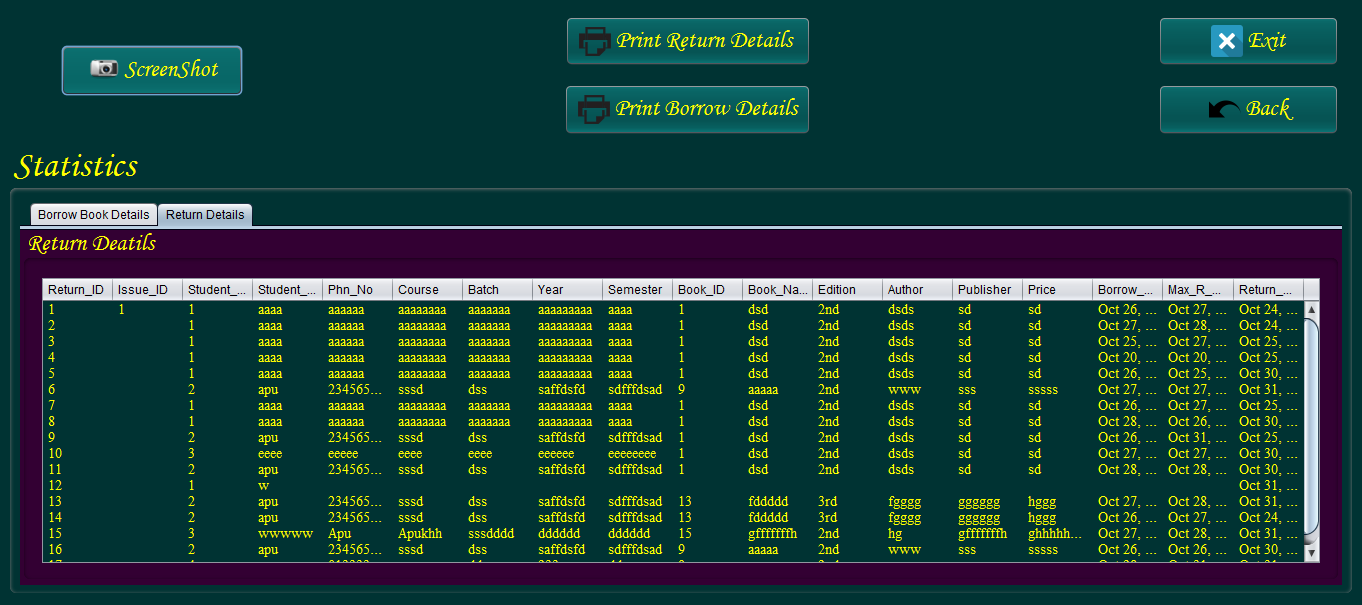 ScreenShot
Print Return Details
Print Borrow Details
Exit
Back
Statistics
Borrow Book Details Return Details
Return Deatils
Return_ID Issue_ID Student_... Student_... Phn_No Course Batch Year Semester Book_ID Book_Na... Edition Author Publisher Price Borrow_... Max_R_... Return_...
1 1 1 aaaa aaaaaa aaaaaaaa aaaaaaa aaaaaaaaa aaaa 1 dsd 2nd dsds sd sd Oct 26, ... Oct 27, ... Oct 24, ...
2 1 aaaa aaaaaa aaaaaaaa aaaaaaa aaaaaaaaa aaaa 1 dsd 2nd dsds sd sd Oct 27, ... Oct 28, ... Oct 24, ...
3 1 aaaa aaaaaa aaaaaaaa aaaaaaa aaaaaaaaa aaaa 1 dsd 2nd dsds sd sd Oct 25, ... Oct 27, ... Oct 25, ...
4 1 aaaa aaaaaa aaaaaaaa aaaaaaa aaaaaaaaa aaaa 1 dsd 2nd dsds sd sd Oct 20, ... Oct 20, ... Oct 25, ...
5 1 aaaa aaaaaa aaaaaaaa aaaaaaa aaaaaaaaa aaaa 1 dsd 2nd dsds sd sd Oct 26, ... Oct 25, ... Oct 30, ...
6 2 apu 234565... sssd dss saffdsfd sdfffdsad 9 aaaaa 2nd www sss sssss Oct 27, ... Oct 27, ... Oct 31, ...
7 1 aaaa aaaaaa aaaaaaaa aaaaaaa aaaaaaaaa aaaa 1 dsd 2nd dsds sd sd Oct 26, ... Oct 27, ... Oct 25, ...
8 1 aaaa aaaaaa aaaaaaaa aaaaaaa aaaaaaaaa aaaa 1 dsd 2nd dsds sd sd Oct 28, ... Oct 26, ... Oct 30, ...
9 2 apu 234565... sssd dss saffdsfd sdfffdsad 1 dsd 2nd dsds sd sd Oct 26, ... Oct 31, ... Oct 25, ...
10 3 eeee eeeee eeee eeee eeeeee eeeeeeee 1 dsd 2nd dsds sd sd Oct 27, ... Oct 27, ... Oct 30, ...
11 2 apu 234565... sssd dss saffdsfd sdfffdsad 1 dsd 2nd dsds sd sd Oct 28, ... Oct 28, ... Oct 30, ...
12 1 w Oct 31, ...
13 2 apu 234565... sssd dss saffdsfd sdfffdsad 13 fddddd 3rd fgggg gggggg hggg Oct 27, ... Oct 28, ... Oct 31, ...
14 2 apu 234565... sssd dss saffdsfd sdfffdsad 13 fddddd 3rd fgggg gggggg hggg Oct 26, ... Oct 27, ... Oct 24, ...
15 3 wwwww Apu Apukhh sssdddd dddddd dddddd 15 gfffffffh 2nd hg gfffffffh ghhhhh... Oct 27, ... Oct 28, ... Oct 31, ...
16 2 apu 234565... sssd dss saffdsfd sdfffdsad 9 aaaaa 2nd www sss sssss Oct 26, ... Oct 26, ... Oct 30, ...